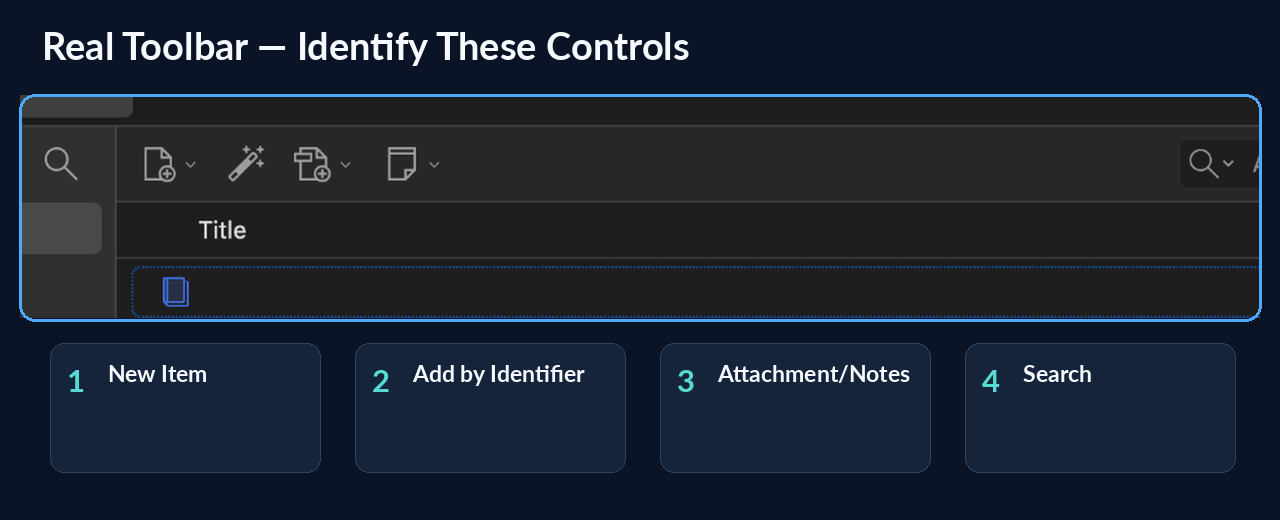 Real Toolbar — Identify These Controls
Title
1 New Item
2 Add by Identifier
3 Attachment/Notes
4 Search